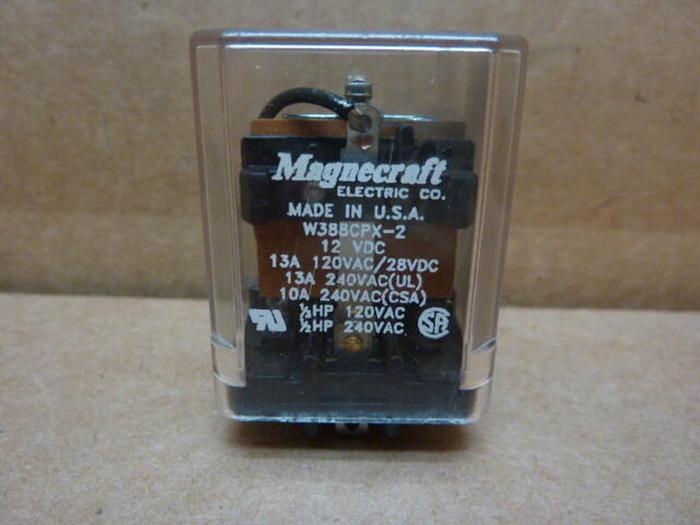 Magnecraft
ELECTRIC CO.
MADE IN U.S.A.
W388CPX-2
12 VDC
13A 120VAC/28VDC
13A 240VAC(UL)
10A 240VAC(CSA)
⅓HP 120VAC
½HP 240VAC